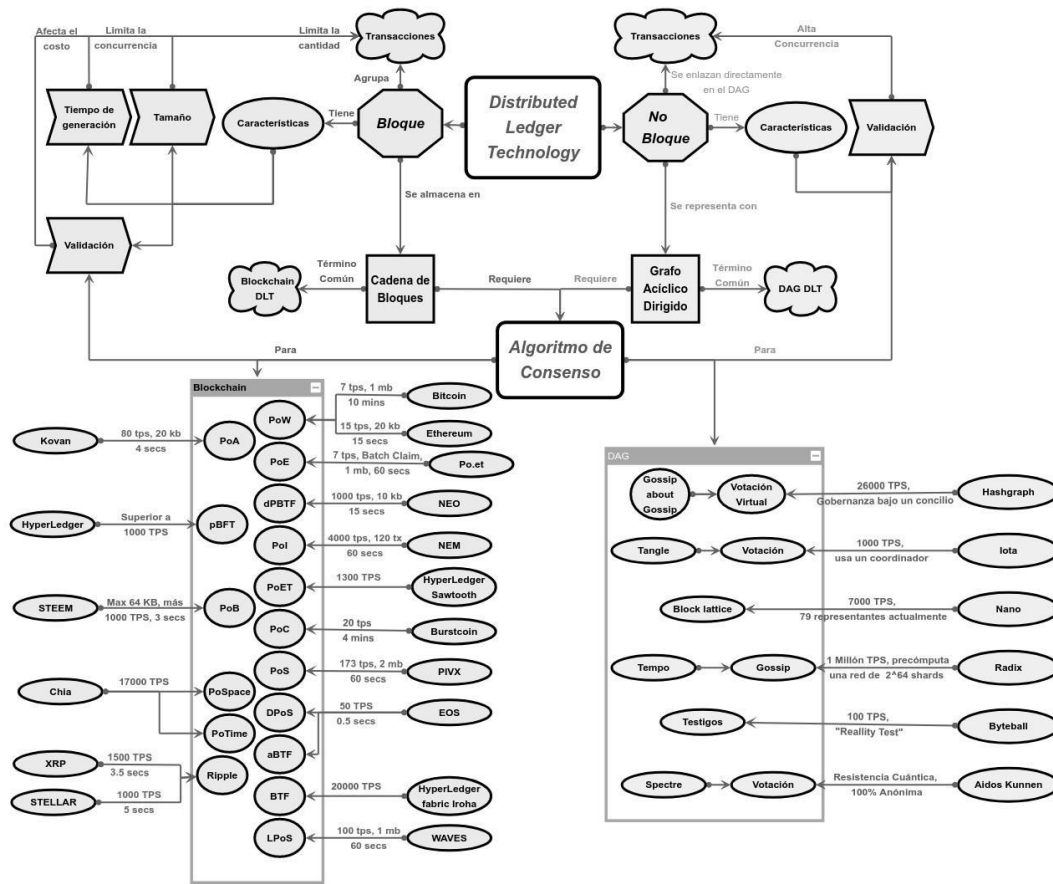 Afecta el
costo
Limita la
concurrencia
Limita la
cantidad
Transacciones
Transacciones
Alta
Concurrencia
Agrupa
Se enlazan directamente
en el DAG
Tiempo de
generación
Tamaño
Características
Tiene
Bloque
Distributed
Ledger
Technology
No
Bloque
Tiene
Características
Validación
Se almacena en
Se representa con
Validación
Blockchain
DLT
Término
Común
Cadena de
Bloques
Requiere
Requiere
Grafo
Acíclico
Dirigido
Término
Común
DAG DLT
Para
Algoritmo de
Consenso
Para
Blockchain
PoW
7 tps, 1 mb
10 mins
Bitcoin
15 tps, 20 kb
15 secs
Ethereum
Kovan
80 tps, 20 kb
4 secs
PoA
PoE
7 tps, Batch Claim,
1 mb, 60 secs
Po.et
dPBTF
1000 tps, 10 kb
15 secs
NEO
HyperLedger
Superior a
1000 TPS
pBFT
PoI
4000 tps, 120 tx
60 secs
NEM
PoET
1300 TPS
HyperLedger
Sawtooth
STEEM
Max 64 KB, más
1000 TPS, 3 secs
PoB
PoC
20 tps
4 mins
Burstcoin
PoS
173 tps, 2 mb
60 secs
PIVX
Chia
17000 TPS
PoSpace
PoTime
DPoS
50 TPS
0.5 secs
EOS
aBTF
XRP
1500 TPS
3.5 secs
Ripple
STELLAR
1000 TPS
5 secs
BTF
20000 TPS
HyperLedger
fabric Iroha
LPoS
100 tps, 1 mb
60 secs
WAVES
DAG
Gossip
about
Gossip
Votación
Virtual
26000 TPS,
Gobernanza bajo un concilio
Hashgraph
Tangle
Votación
1000 TPS,
usa un coordinador
Iota
Block lattice
7000 TPS,
79 representantes actualmente
Nano
Tempo
Gossip
1 Millón TPS, precómputa
una red de 2^64 shards
Radix
Testigos
100 TPS,
"Reallity Test"
Byteball
Spectre
Votación
Resistencia Cuántica,
100% Anónima
Aidos Kunnen